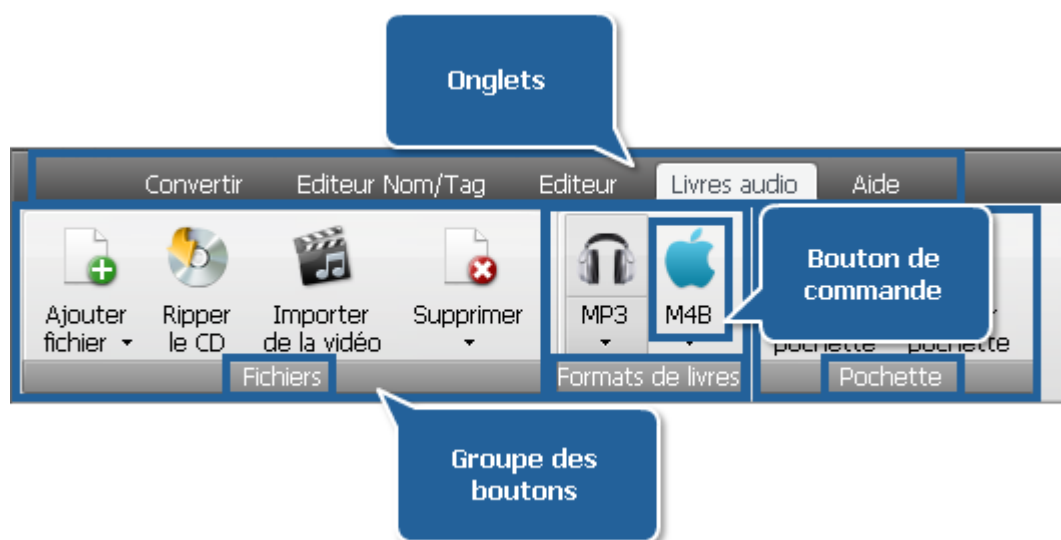 Onglets
Convertir Editeur Nom/Tag Editeur Livres audio Aide
Bouton de
commande
Ajouter
fichier
Ripper
le CD
Importer
de la vidéo
Supprimer
MP3
M4B
pochette
pochette
Fichiers Formats de livres Pochette
Groupe des
boutons